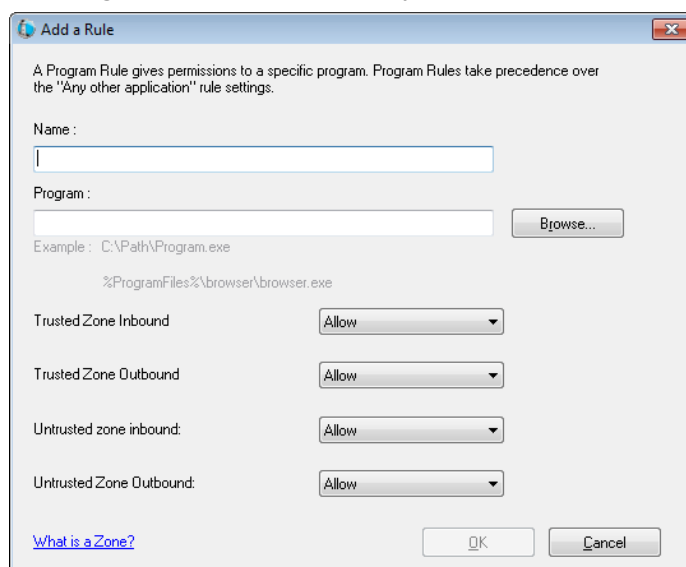 Add a Rule
A Program Rule gives permissions to a specific program. Program Rules take precedence over
the "Any other application" rule settings.
Name :
Program :
Browse...
Example : C:\Path\Program.exe
%ProgramFiles%\browser\browser.exe
Trusted Zone Inbound Allow
Trusted Zone Outbound Allow
Untrusted zone inbound: Allow
Untrusted Zone Outbound: Allow
What is a Zone? OK Cancel